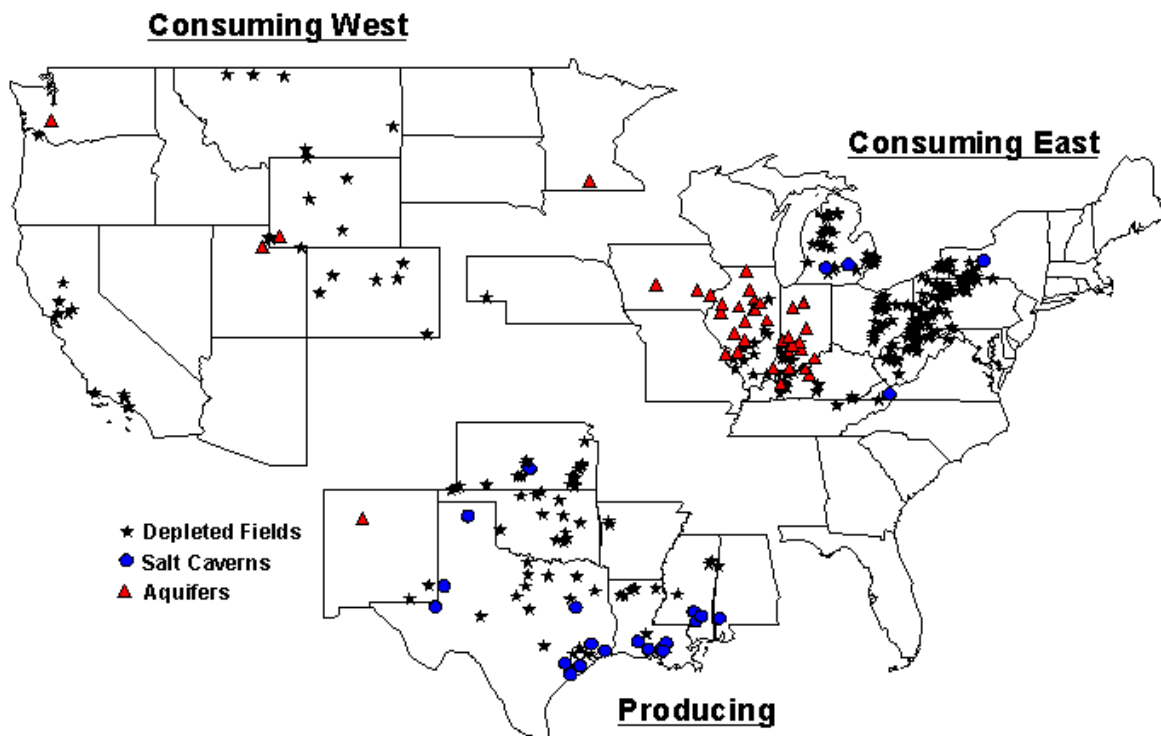 Consuming West
Consuming East
Depleted Fields
Salt Caverns
Aquifers
Producing